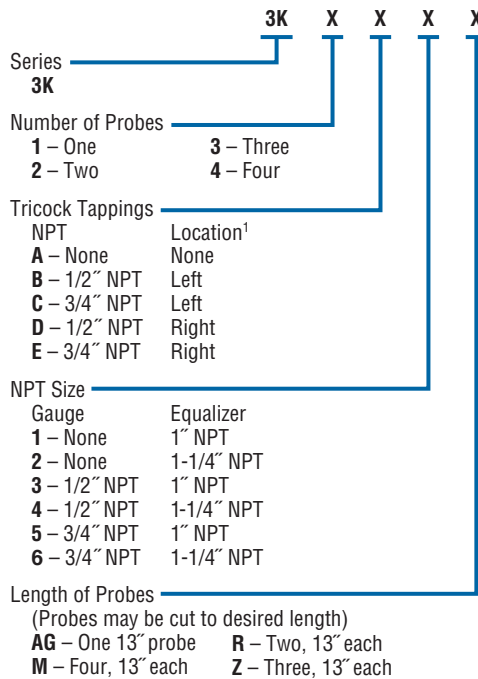 3K X X X X
Series
3K
Number of Probes
1 – One 3 – Three
2 – Two 4 – Four
Tricock Tappings
NPT Location¹
A – None None
B – 1/2˝ NPT Left
C – 3/4˝ NPT Left
D – 1/2˝ NPT Right
E – 3/4˝ NPT Right
NPT Size
Gauge Equalizer
1 – None 1˝ NPT
2 – None 1-1/4˝ NPT
3 – 1/2˝ NPT 1˝ NPT
4 – 1/2˝ NPT 1-1/4˝ NPT
5 – 3/4˝ NPT 1˝ NPT
6 – 3/4˝ NPT 1-1/4˝ NPT
Length of Probes
(Probes may be cut to desired length)
AG – One 13˝ probe R – Two, 13˝ each
M – Four, 13˝ each Z – Three, 13˝ each